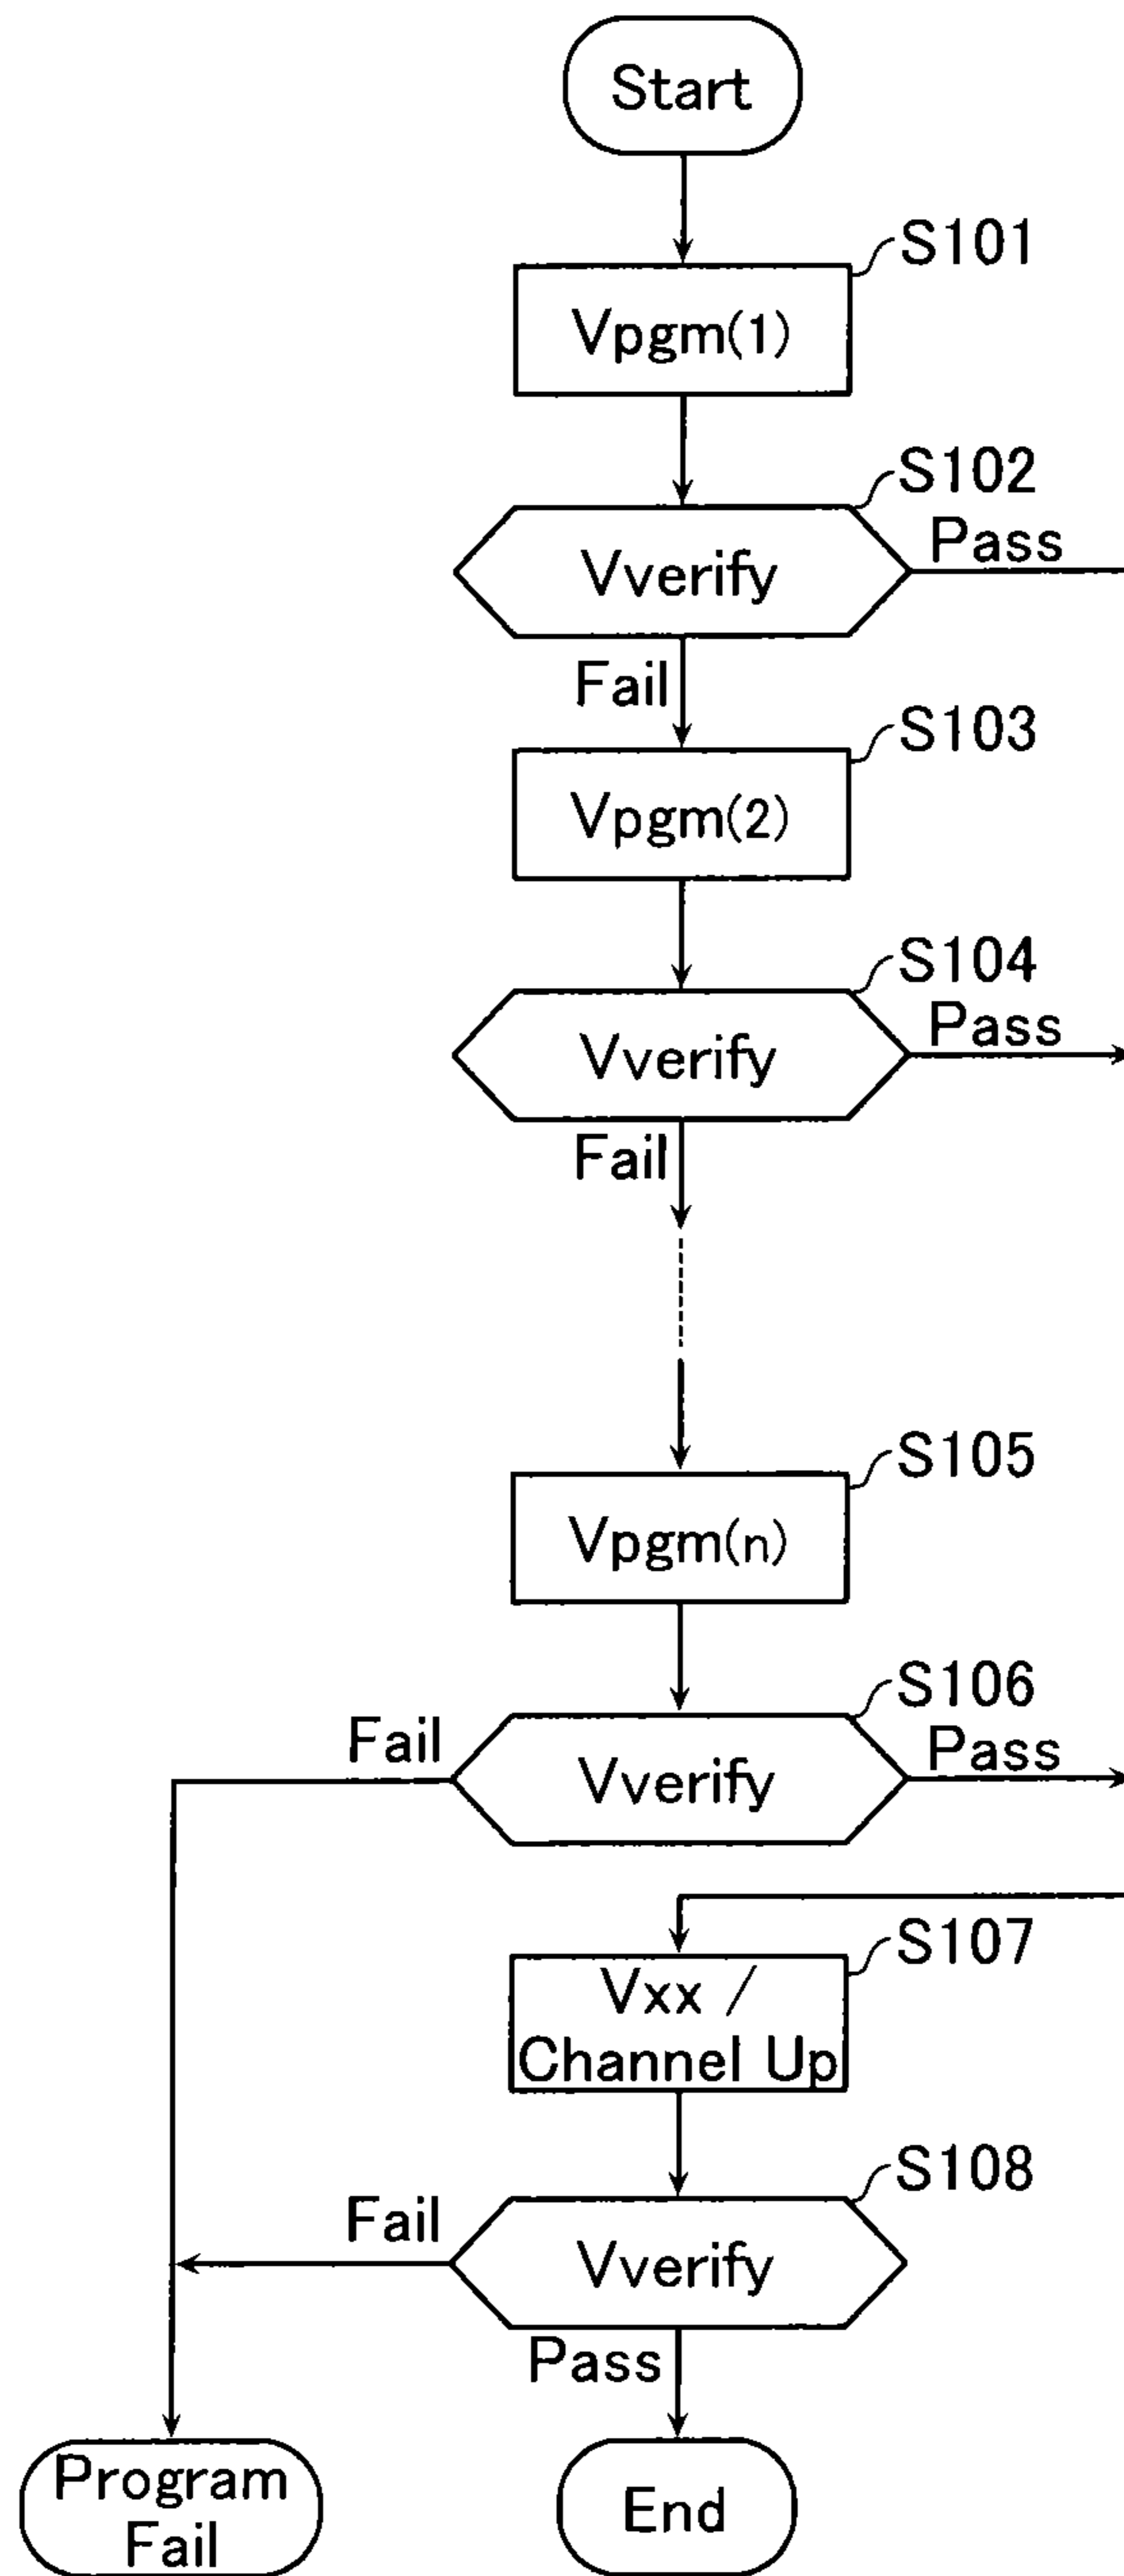 Start
S101
Vpgm(1)
S102
Vverify
Pass
Fail
S103
Vpgm(2)
S104
Vverify
Pass
Fail
S105
Vpgm(n)
S106
Fail
Vverify
Pass
S107
Vxx /
Channel Up
S108
Fail
Vverify
Pass
Program
Fail
End